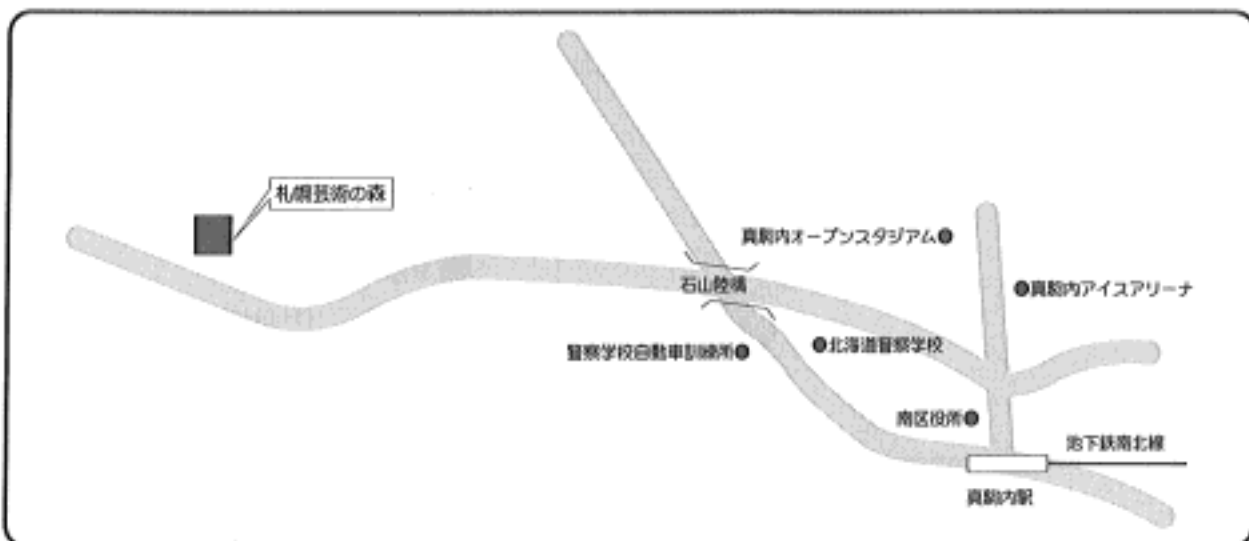 札幌芸術の森
真駒内オープンスタジアム
石山陸橋
真駒内アイスアリーナ
警察学校自動車訓練所
北海道警察学校
南区役所
地下鉄南北線
真駒内駅